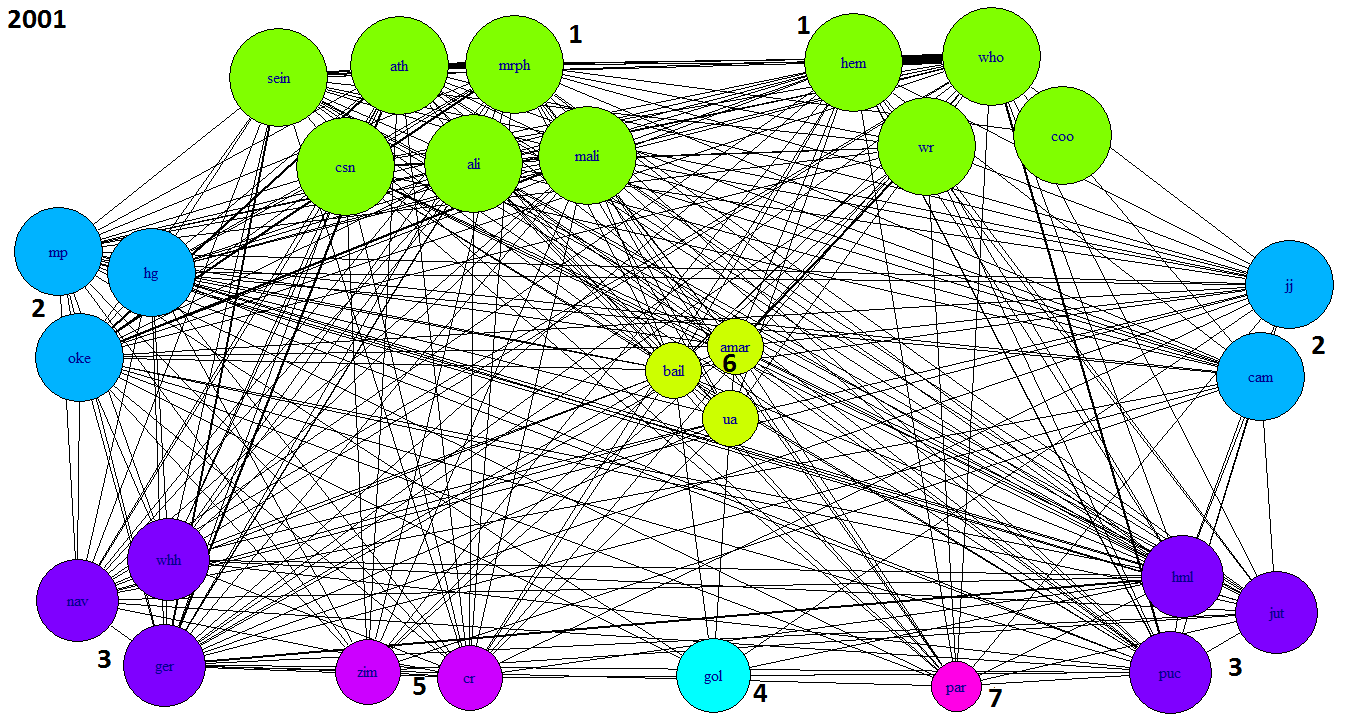 2001
sein
ath
mrph
1
1
hem
who
csn
ali
mali
wr
coo
mp
hg
2
oke
jj
2
cam
amar
6
bail
ua
whh
nav
3
ger
zim
5
cr
gol
4
par
7
hml
jut
puc
3